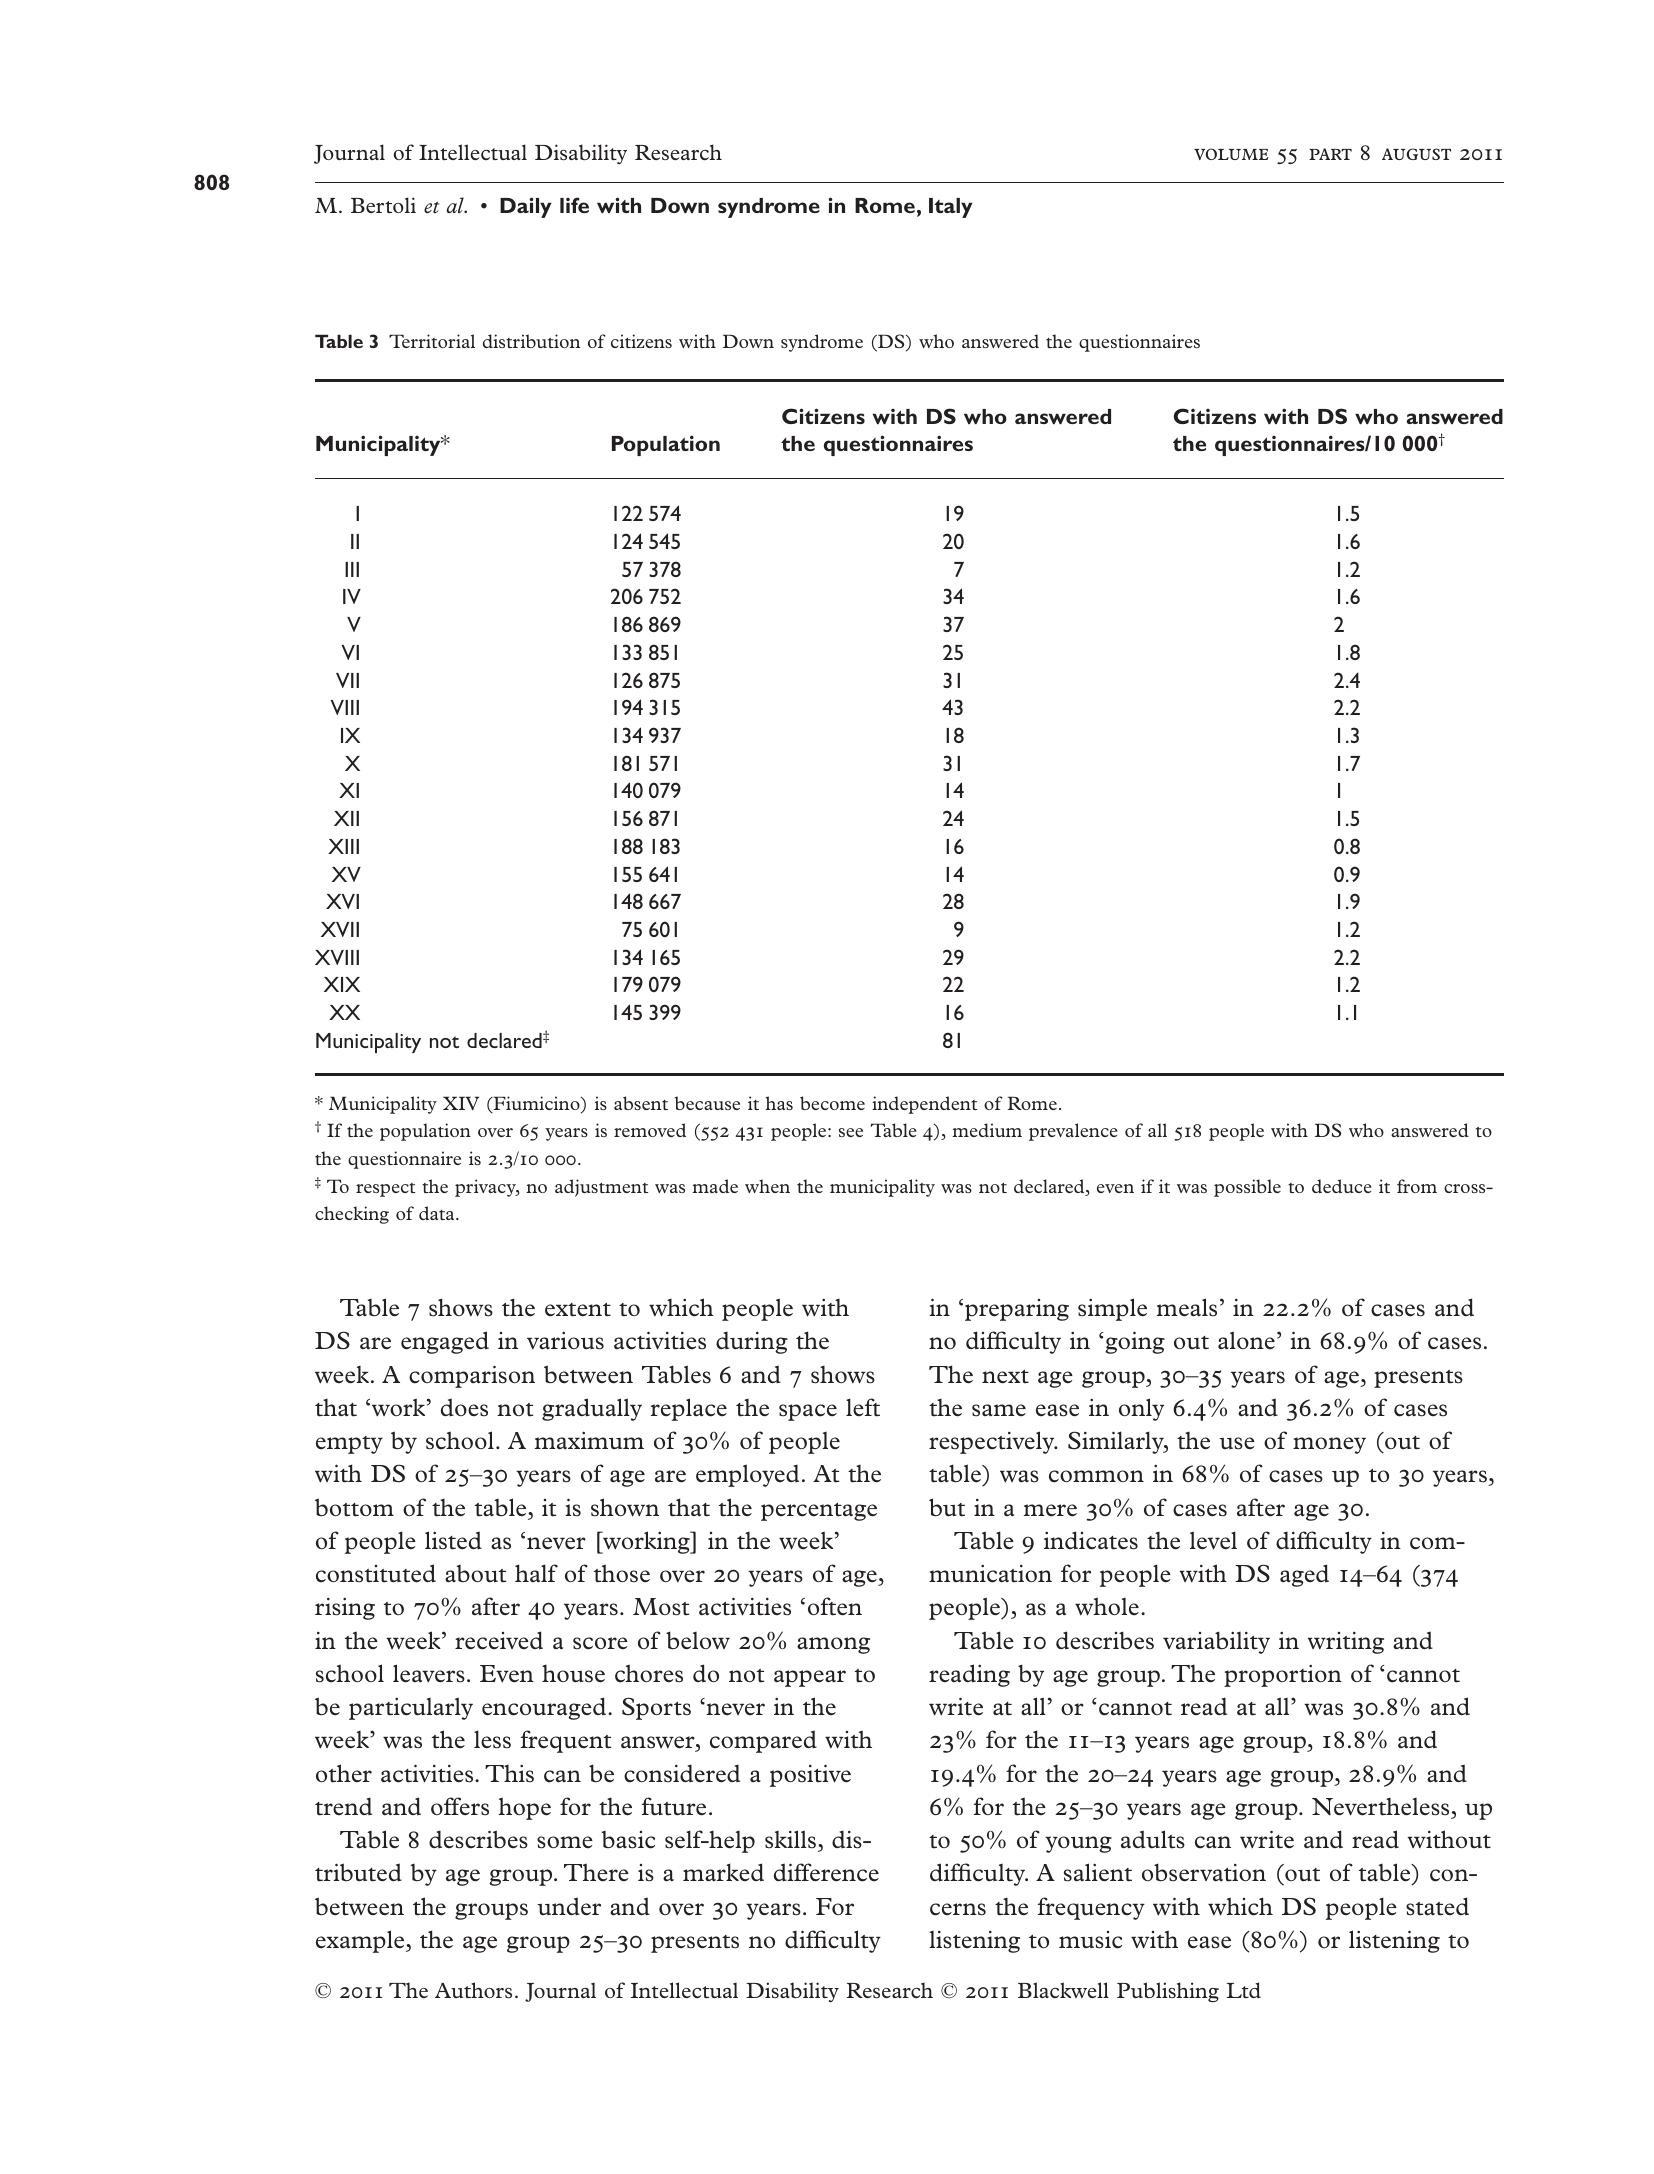 Journal of Intellectual Disability Research VOLUME 55 PART 8 AUGUST 2011
808
M. Bertoli et al. • Daily life with Down syndrome in Rome, Italy
Table 3 Territorial distribution of citizens with Down syndrome (DS) who answered the questionnaires
Municipality* Population Citizens with DS who answered the questionnaires Citizens with DS who answered the questionnaires/10 000†
I 122 574 19 1.5
II 124 545 20 1.6
III 57 378 7 1.2
IV 206 752 34 1.6
V 186 869 37 2
VI 133 851 25 1.8
VII 126 875 31 2.4
VIII 194 315 43 2.2
IX 134 937 18 1.3
X 181 571 31 1.7
XI 140 079 14 1
XII 156 871 24 1.5
XIII 188 183 16 0.8
XV 155 641 14 0.9
XVI 148 667 28 1.9
XVII 75 601 9 1.2
XVIII 134 165 29 2.2
XIX 179 079 22 1.2
XX 145 399 16 1.1
Municipality not declared‡ 81
* Municipality XIV (Fiumicino) is absent because it has become independent of Rome.
† If the population over 65 years is removed (552 431 people: see Table 4), medium prevalence of all 518 people with DS who answered to
the questionnaire is 2.3/10 000.
‡ To respect the privacy, no adjustment was made when the municipality was not declared, even if it was possible to deduce it from cross-
checking of data.
Table 7 shows the extent to which people with
DS are engaged in various activities during the
week. A comparison between Tables 6 and 7 shows
that ‘work’ does not gradually replace the space left
empty by school. A maximum of 30% of people
with DS of 25–30 years of age are employed. At the
bottom of the table, it is shown that the percentage
of people listed as ‘never [working] in the week’
constituted about half of those over 20 years of age,
rising to 70% after 40 years. Most activities ‘often
in the week’ received a score of below 20% among
school leavers. Even house chores do not appear to
be particularly encouraged. Sports ‘never in the
week’ was the less frequent answer, compared with
other activities. This can be considered a positive
trend and offers hope for the future.
Table 8 describes some basic self-help skills, dis-
tributed by age group. There is a marked difference
between the groups under and over 30 years. For
example, the age group 25–30 presents no difficulty
in ‘preparing simple meals’ in 22.2% of cases and
no difficulty in ‘going out alone’ in 68.9% of cases.
The next age group, 30–35 years of age, presents
the same ease in only 6.4% and 36.2% of cases
respectively. Similarly, the use of money (out of
table) was common in 68% of cases up to 30 years,
but in a mere 30% of cases after age 30.
Table 9 indicates the level of difficulty in com-
munication for people with DS aged 14–64 (374
people), as a whole.
Table 10 describes variability in writing and
reading by age group. The proportion of ‘cannot
write at all’ or ‘cannot read at all’ was 30.8% and
23% for the 11–13 years age group, 18.8% and
19.4% for the 20–24 years age group, 28.9% and
6% for the 25–30 years age group. Nevertheless, up
to 50% of young adults can write and read without
difficulty. A salient observation (out of table) con-
cerns the frequency with which DS people stated
listening to music with ease (80%) or listening to
© 2011 The Authors. Journal of Intellectual Disability Research © 2011 Blackwell Publishing Ltd